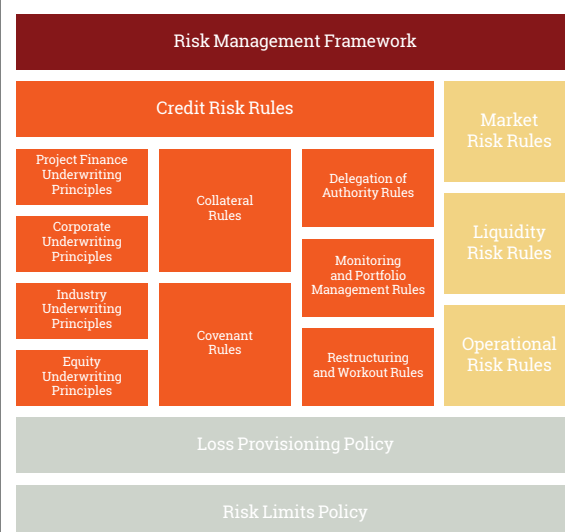 Risk Management Framework
Credit Risk Rules
Market
Risk Rules
Project Finance
Underwriting
Principles
Collateral
Rules
Delegation of
Authority Rules
Corporate
Underwriting
Principles
Liquidity
Risk Rules
Monitoring
and Portfolio
Management Rules
Industry
Underwriting
Principles
Covenant
Rules
Operational
Risk Rules
Equity
Underwriting
Principles
Restructuring
and Workout Rules
Loss Provisioning Policy
Risk Limits Policy